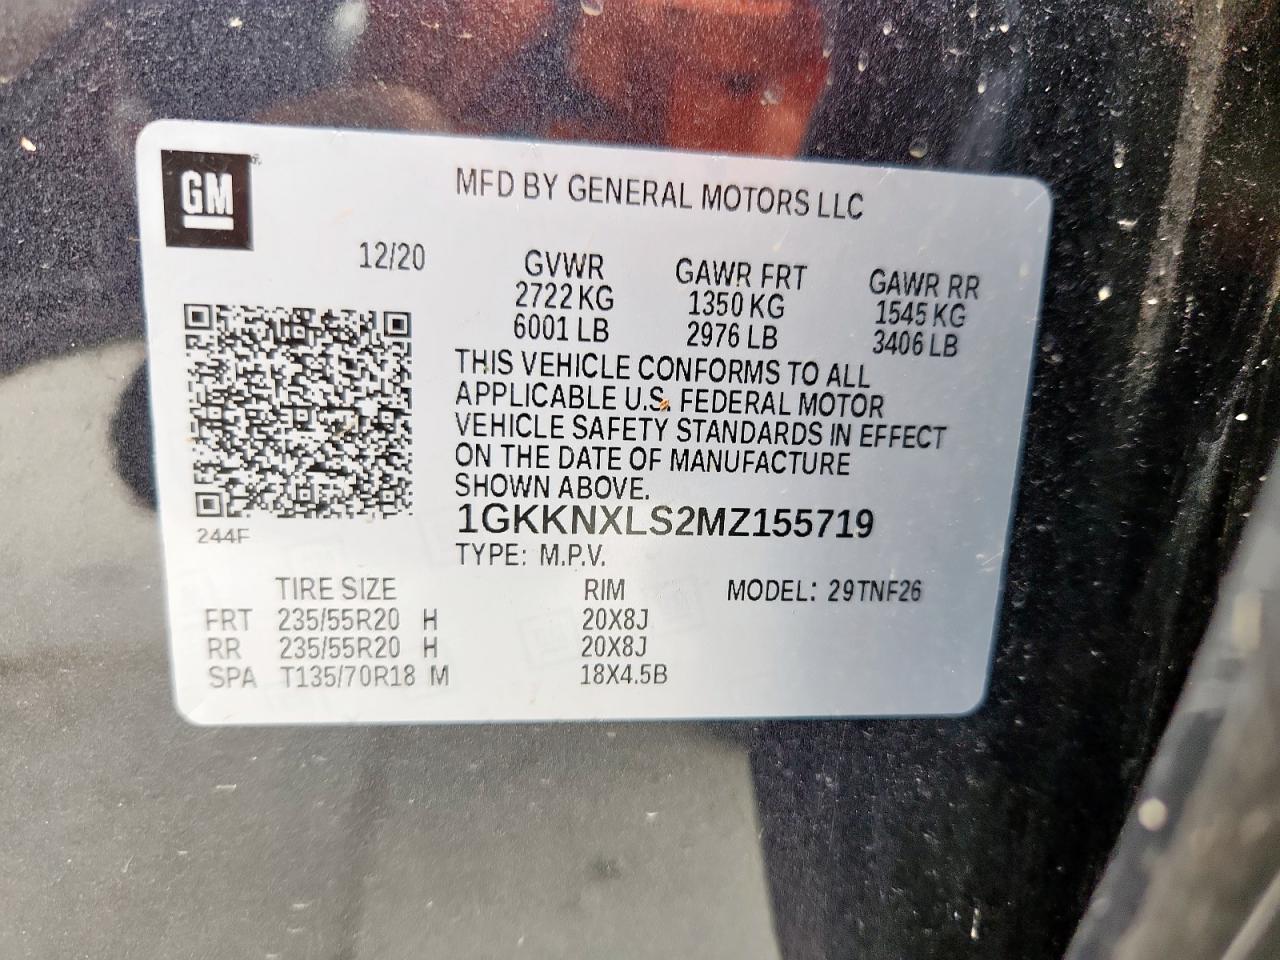 GM
MFD BY GENERAL MOTORS LLC
12/20
GVWR GAWR FRT GAWR RR
2722 KG 1350 KG 1545 KG
6001 LB 2976 LB 3406 LB
THIS VEHICLE CONFORMS TO ALL
APPLICABLE U.S. FEDERAL MOTOR
VEHICLE SAFETY STANDARDS IN EFFECT
ON THE DATE OF MANUFACTURE
SHOWN ABOVE.
244F
1GKKNXLS2MZ155719
TYPE: M.P.V.
TIRE SIZE RIM MODEL: 29TNF26
FRT 235/55R20 H 20X8J
RR 235/55R20 H 20X8J
SPA T135/70R18 M 18X4.5B